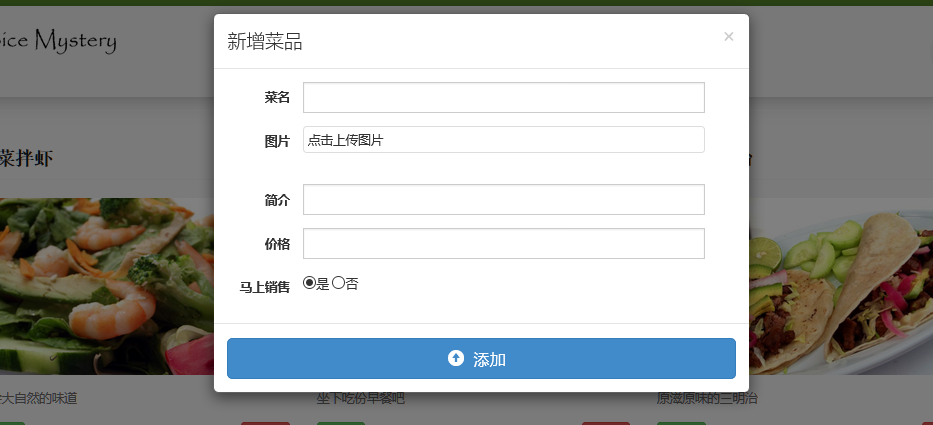 ice Mystery
新增菜品
×
菜名
图片
点击上传图片
菜拌虾
简介
价格
马上销售
是 否
添加
大自然的味道
坐下吃份早餐吧
原滋原味的三明治